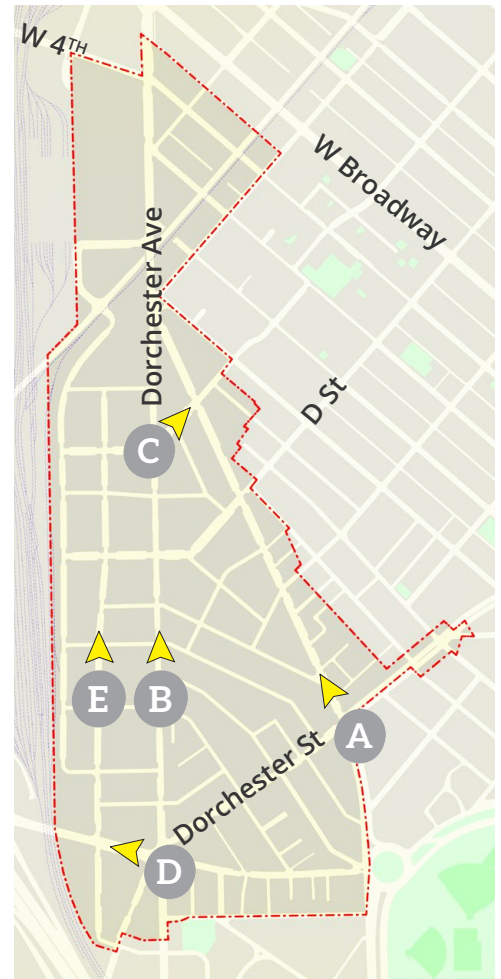 W 4TH
W Broadway
Dorchester Ave
D St
C
E
B
A
Dorchester St
D